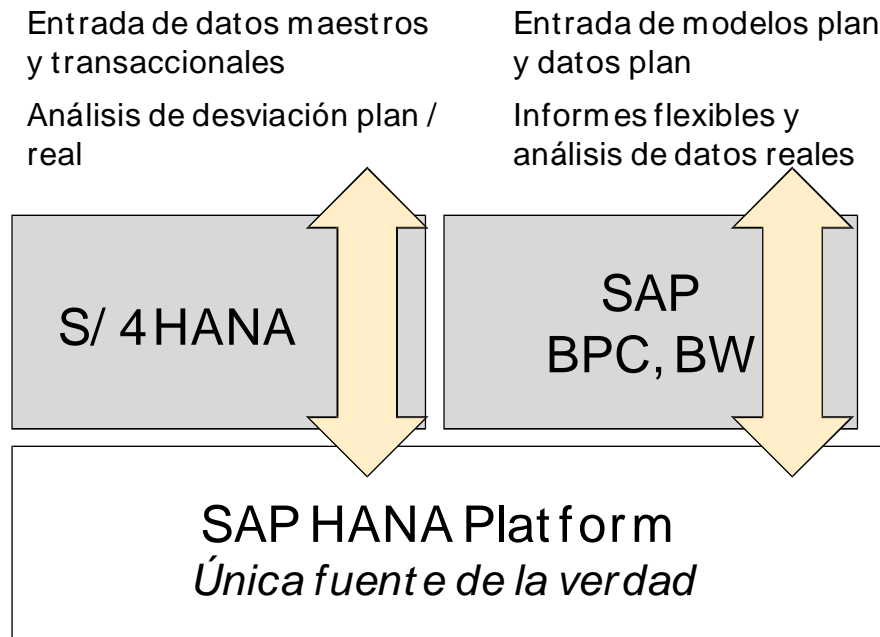 Entrada de datos maestros
y transaccionales
Análisis de desviación plan /
real
Entrada de modelos plan
y datos plan
Informes flexibles y
análisis de datos reales
S/4HANA
SAP
BPC, BW
SAP HANA Platform
Única fuente de la verdad